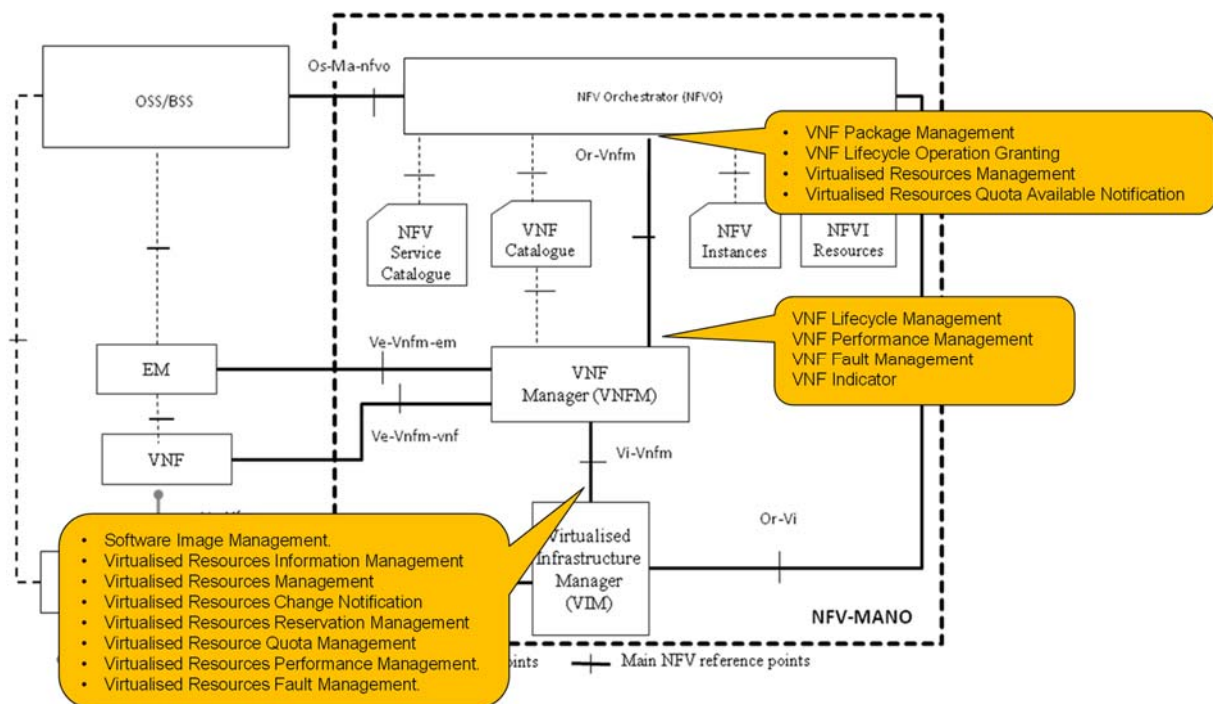 Os-Ma-nfvo
OSS/BSS
NFV Orchestrator (NFVO)
• VNF Package Management
• VNF Lifecycle Operation Granting
• Virtualised Resources Management
• Virtualised Resources Quota Available Notification
Or-Vnfm
NFV
Service
Catalogue
VNF
Catalogue
NFV
Instances
NFVI
Resources
VNF Lifecycle Management
VNF Performance Management
VNF Fault Management
VNF Indicator
Ve-Vnfm-em
EM
VNF
Manager (VNFM)
Ve-Vnfm-vnf
VNF
Vi-Vnfm
Or-Vi
Virtualised
Infrastructure
Manager
(VIM)
• Software Image Management.
• Virtualised Resources Information Management
• Virtualised Resources Management
• Virtualised Resources Change Notification
• Virtualised Resources Reservation Management
• Virtualised Resource Quota Management
• Virtualised Resources Performance Management.
• Virtualised Resources Fault Management.
NFV-MANO
Main NFV reference points